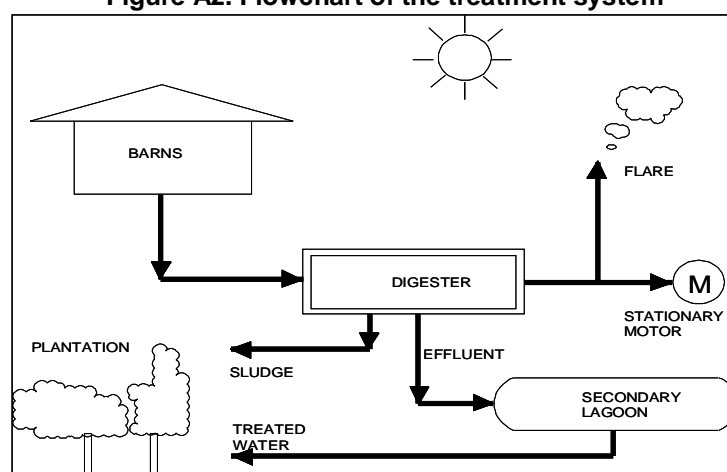 Figure A2. Flowchart of the treatment system
BARNS
FLARE
DIGESTER
M
STATIONARY
MOTOR
PLANTATION
SLUDGE
EFFLUENT
SECONDARY
LAGOON
TREATED
WATER